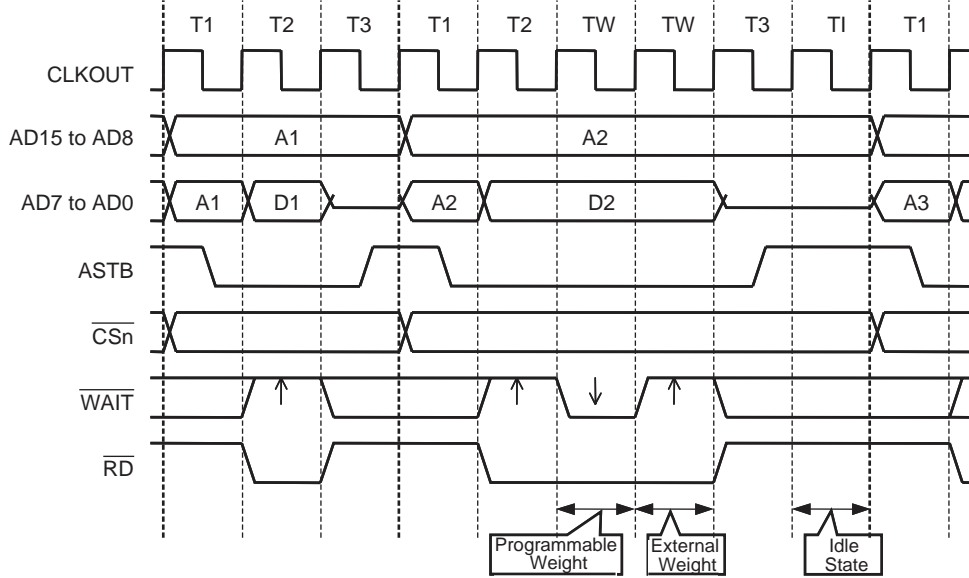 T1 T2 T3 T1 T2 TW TW T3 TI T1
CLKOUT
AD15 to AD8 A1 A2
AD7 to AD0 A1 D1 A2 D2 A3
ASTB
CSn
WAIT
RD
Programmable
Weight
External
Weight
Idle
State